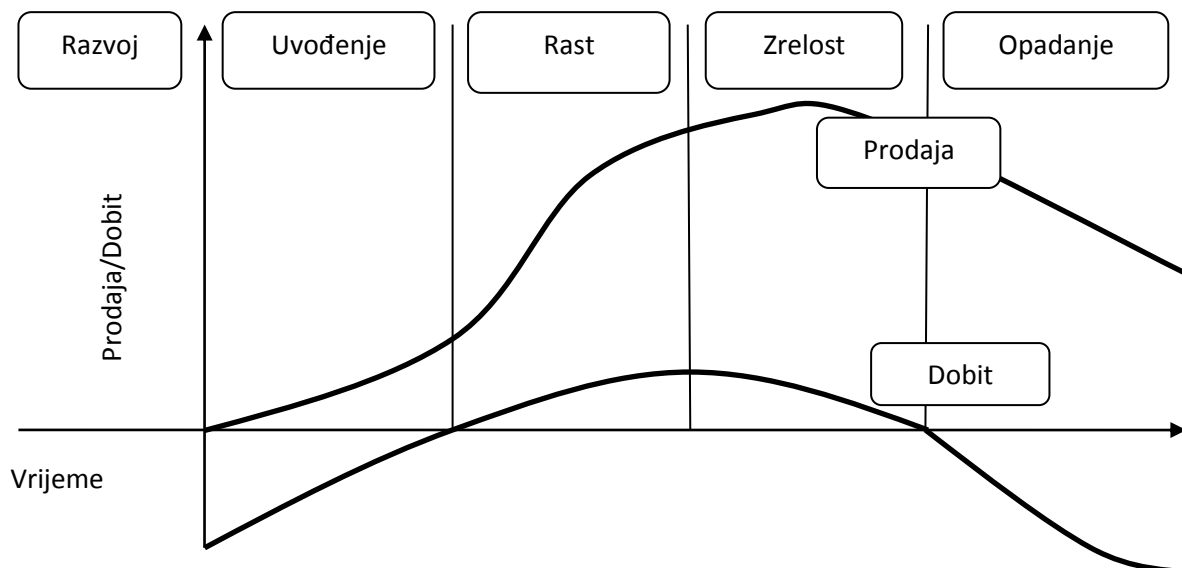 Razvoj
Uvođenje
Rast
Zrelost
Opadanje
Prodaja/Dobit
Prodaja
Dobit
Vrijeme